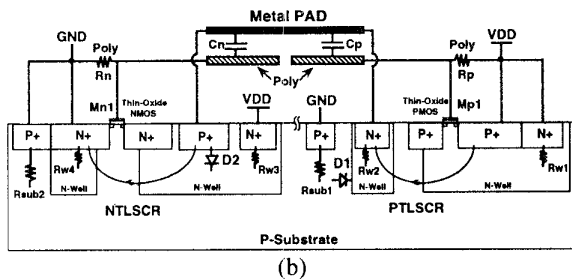 Metal PAD
GND Poly Cn Cp Poly VDD
Rn Poly Rp
Mn1 Thin-Oxide NMOS VDD GND Thin-Oxide PMOS Mp1
P+ N+ N+ P+ N+ P+ N+ P+ P+ N+
Rw4 D2 Rw3 D1 Rw2 Rw1
Rsub2 N-Well N-Well Rsub1 N-Well N-Well
NTLSCR PTLSCR
P-Substrate
(b)